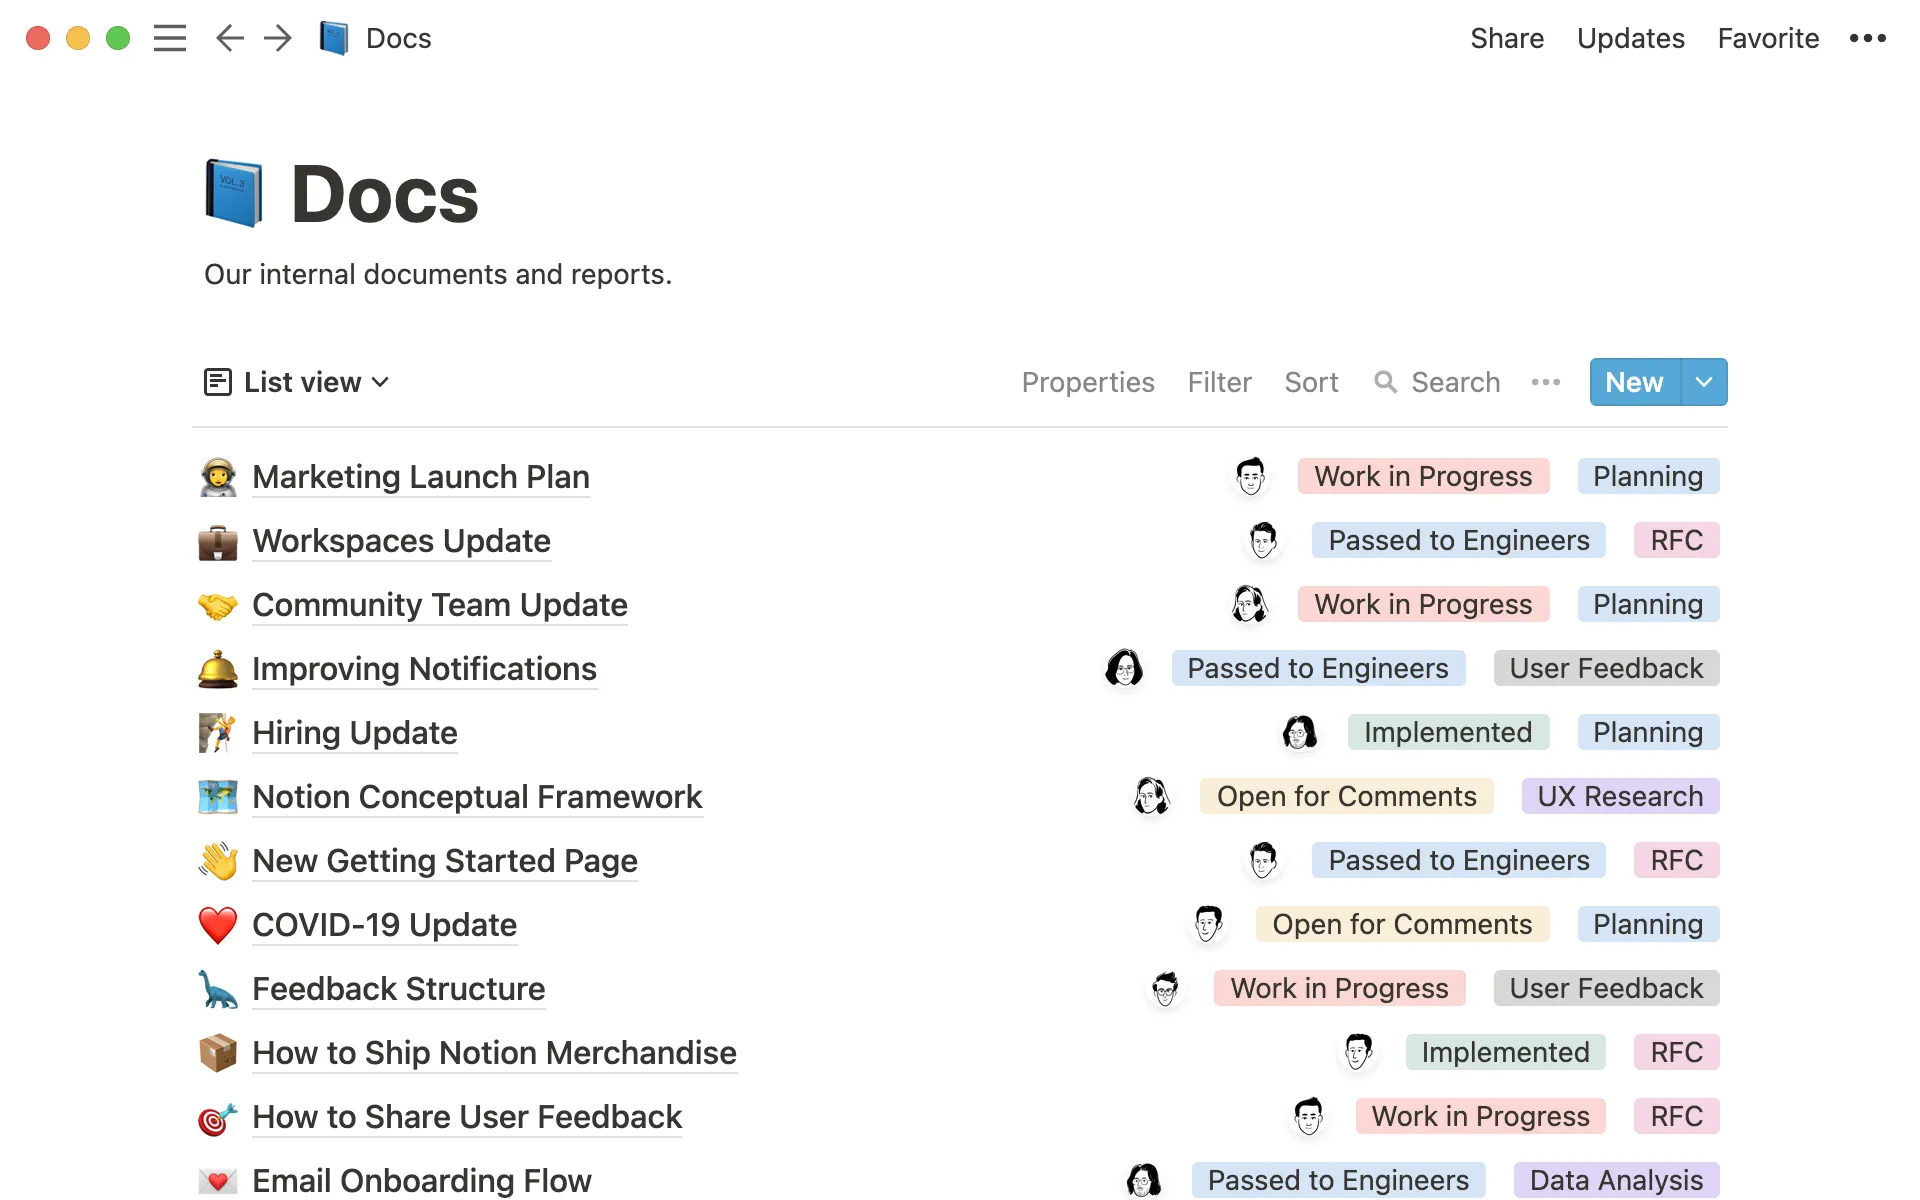 Docs Share Updates Favorite
VOL. 3
Docs
Our internal documents and reports.
List view Properties Filter Sort Search New
Marketing Launch Plan Work in Progress Planning
Workspaces Update Passed to Engineers RFC
Community Team Update Work in Progress Planning
Improving Notifications Passed to Engineers User Feedback
Hiring Update Implemented Planning
Notion Conceptual Framework Open for Comments UX Research
New Getting Started Page Passed to Engineers RFC
COVID-19 Update Open for Comments Planning
Feedback Structure Work in Progress User Feedback
How to Ship Notion Merchandise Implemented RFC
How to Share User Feedback Work in Progress RFC
Email Onboarding Flow Passed to Engineers Data Analysis